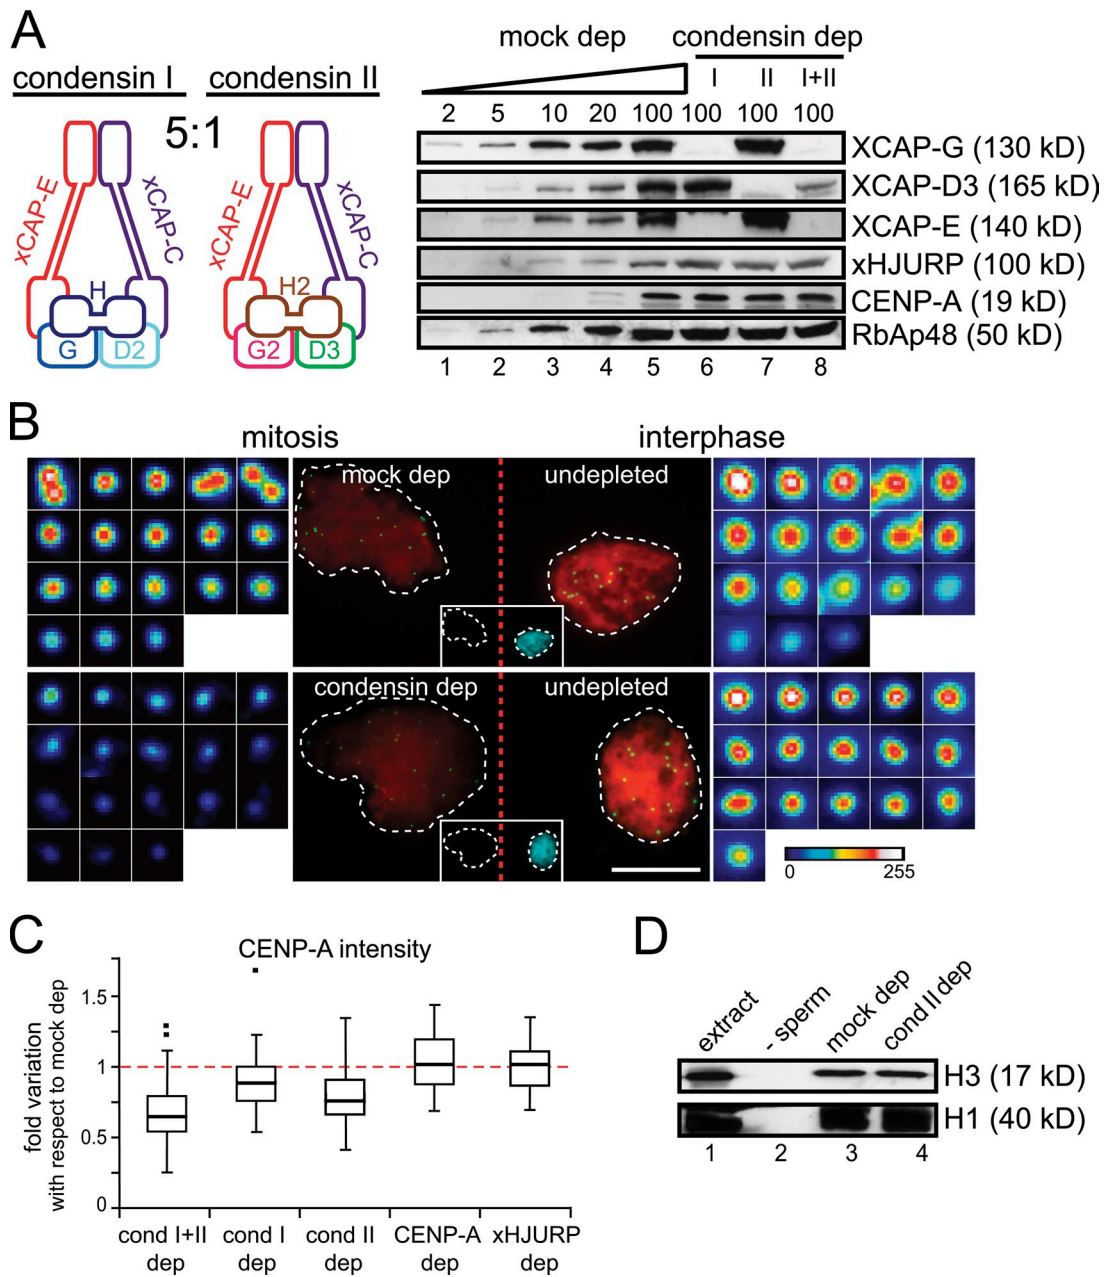 A
condensin I
condensin II
5:1
xCAP-E
xCAP-C
xCAP-E
xCAP-C
H
H2
G
D2
G2
D3
mock dep
condensin dep
I
II
I+II
2
5
10
20
100
100
100
100
XCAP-G (130 kD)
XCAP-D3 (165 kD)
XCAP-E (140 kD)
xHJURP (100 kD)
CENP-A (19 kD)
RbAp48 (50 kD)
1
2
3
4
5
6
7
8
B
mitosis
interphase
mock dep
undepleted
condensin dep
undepleted
0
255
C
CENP-A intensity
fold variation
with respect to mock dep
1.5
1
0.5
0
cond I+II
dep
cond I
dep
cond II
dep
CENP-A
dep
xHJURP
dep
D
extract
- sperm
mock dep
cond II dep
H3 (17 kD)
H1 (40 kD)
1
2
3
4